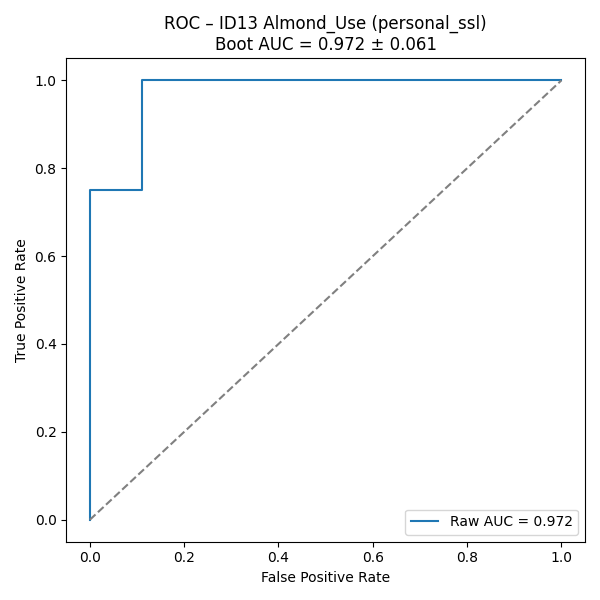 ROC – ID13 Almond_Use (personal_ssl)
Boot AUC = 0.972 ± 0.061
1.0
0.8
0.6
0.4
0.2
0.0
True Positive Rate
Raw AUC = 0.972
0.0 0.2 0.4 0.6 0.8 1.0
False Positive Rate